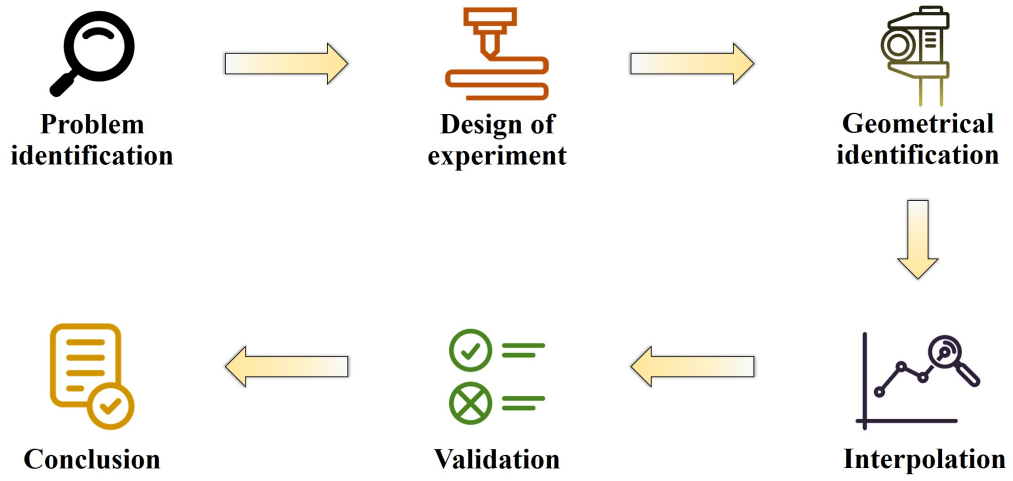 Problem
identification
Design of
experiment
Geometrical
identification
Interpolation
Validation
Conclusion